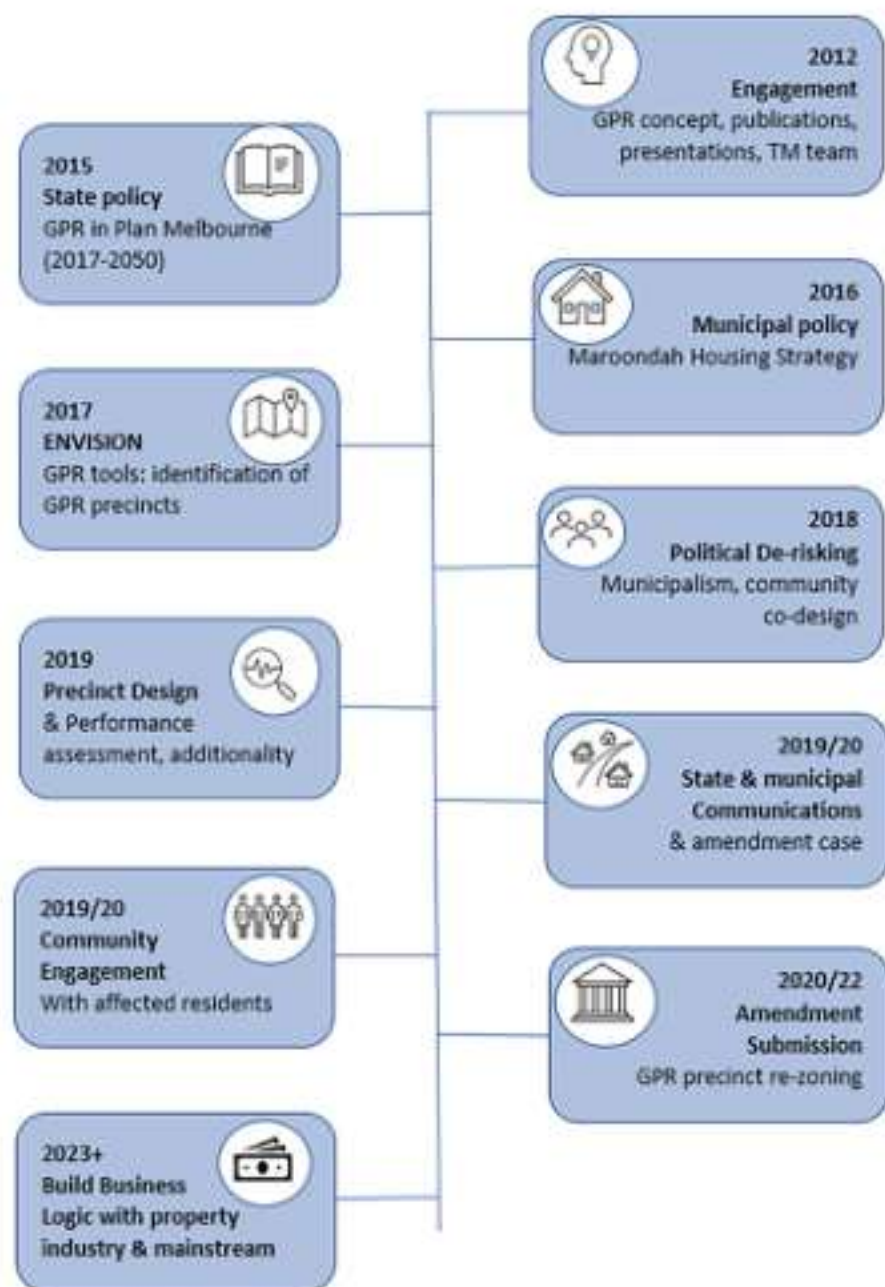 2012
Engagement
GPR concept, publications,
presentations, TM team
2015
State policy
GPR in Plan Melbourne
(2017-2050)
2016
Municipal policy
Maroondah Housing Strategy
2017
ENVISION
GPR tools: identification of
GPR precincts
2018
Political De-risking
Municipalism, community
co-design
2019
Precinct Design
& Performance
assessment, additionality
2019/20
State & municipal
Communications
& amendment case
2019/20
Community
Engagement
With affected residents
2020/22
Amendment
Submission
GPR precinct re-zoning
2023+
Build Business
Logic with property
industry & mainstream